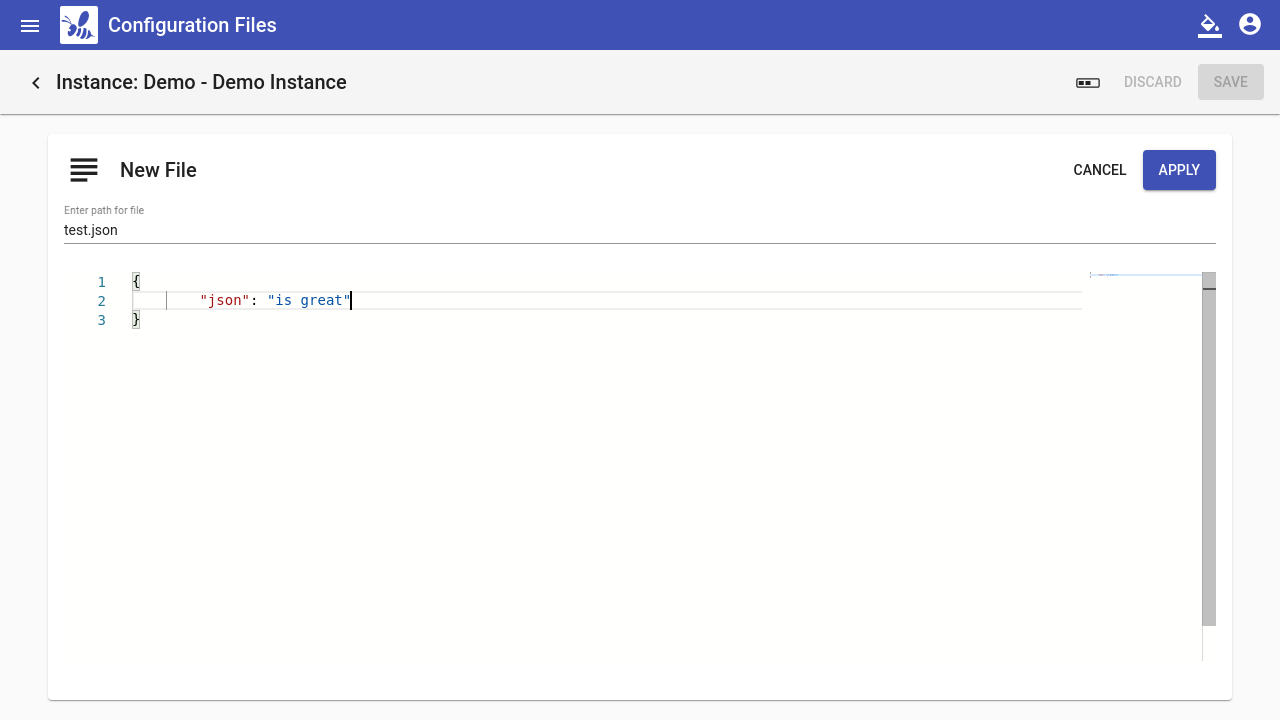 Configuration Files
Instance: Demo - Demo Instance
DISCARD
SAVE
New File
CANCEL
APPLY
Enter path for file
test.json
1 {
2 "json": "is great"
3 }